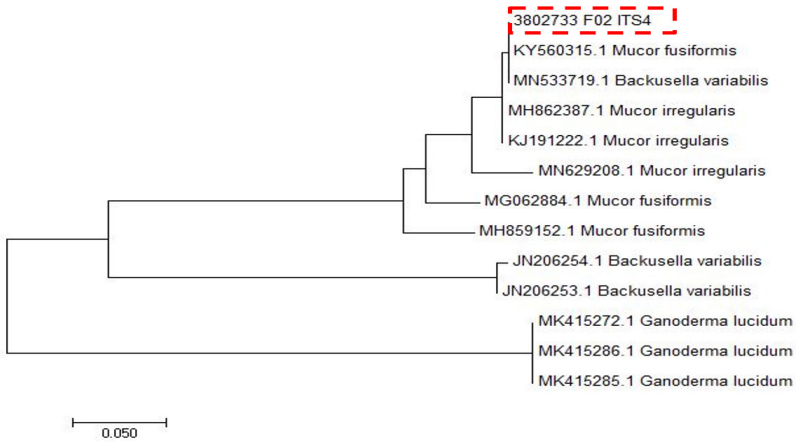 3802733 F02 ITS4
KY560315.1 Mucor fusiformis
MN533719.1 Backusella variabilis
MH862387.1 Mucor irregularis
KJ191222.1 Mucor irregularis
MN629208.1 Mucor irregularis
MG062884.1 Mucor fusiformis
MH859152.1 Mucor fusiformis
JN206254.1 Backusella variabilis
JN206253.1 Backusella variabilis
MK415272.1 Ganoderma lucidum
MK415286.1 Ganoderma lucidum
MK415285.1 Ganoderma lucidum
0.050